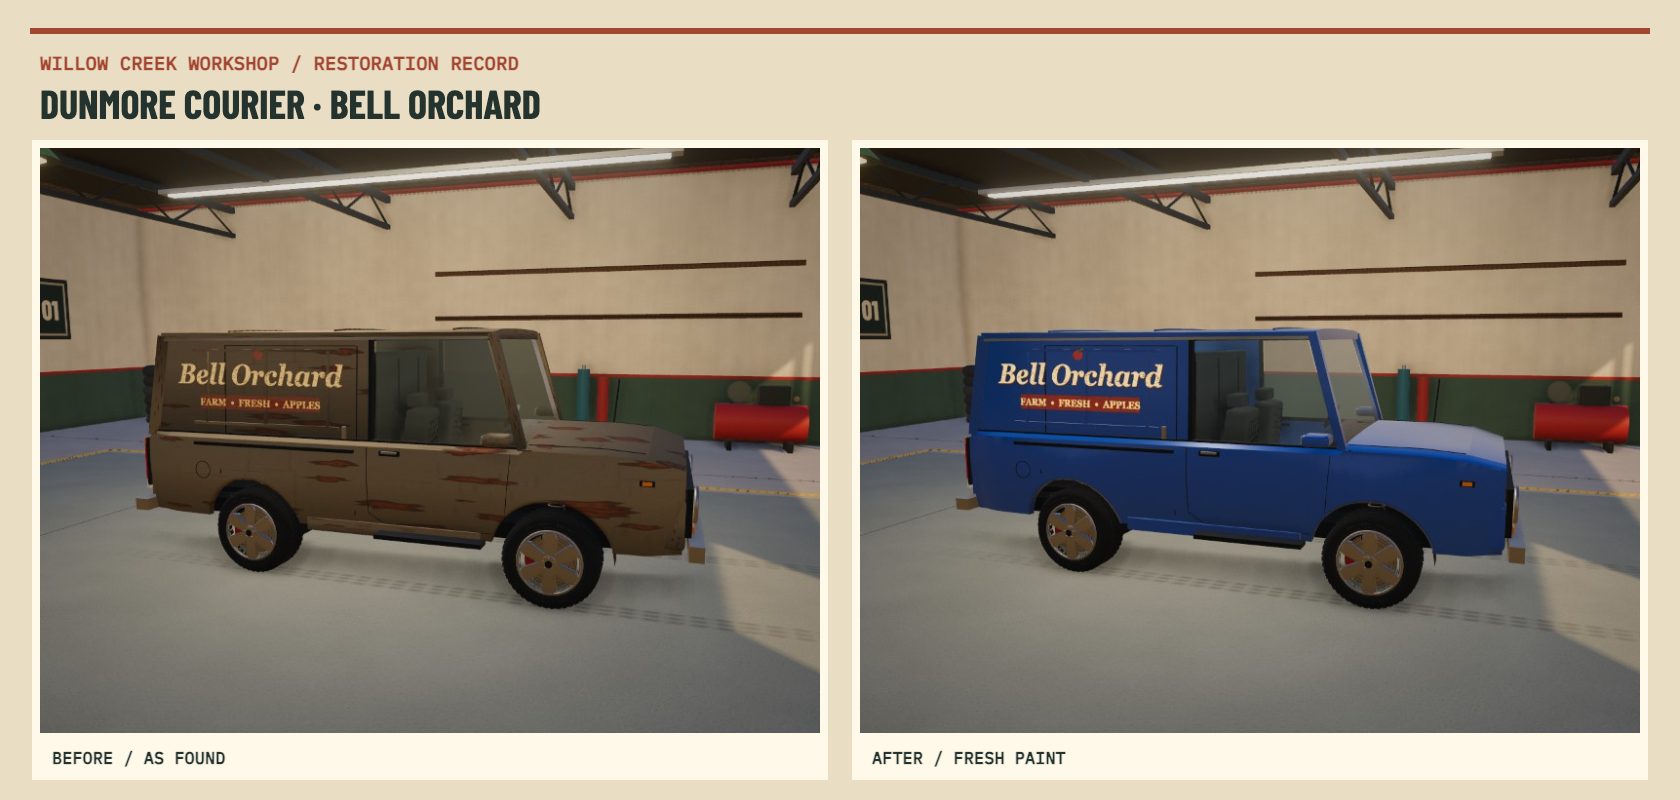 WILLOW CREEK WORKSHOP / RESTORATION RECORD
DUNMORE COURIER · BELL ORCHARD
01
Bell Orchard
FARM • FRESH • APPLES
01
Bell Orchard
FARM • FRESH • APPLES
BEFORE / AS FOUND
AFTER / FRESH PAINT